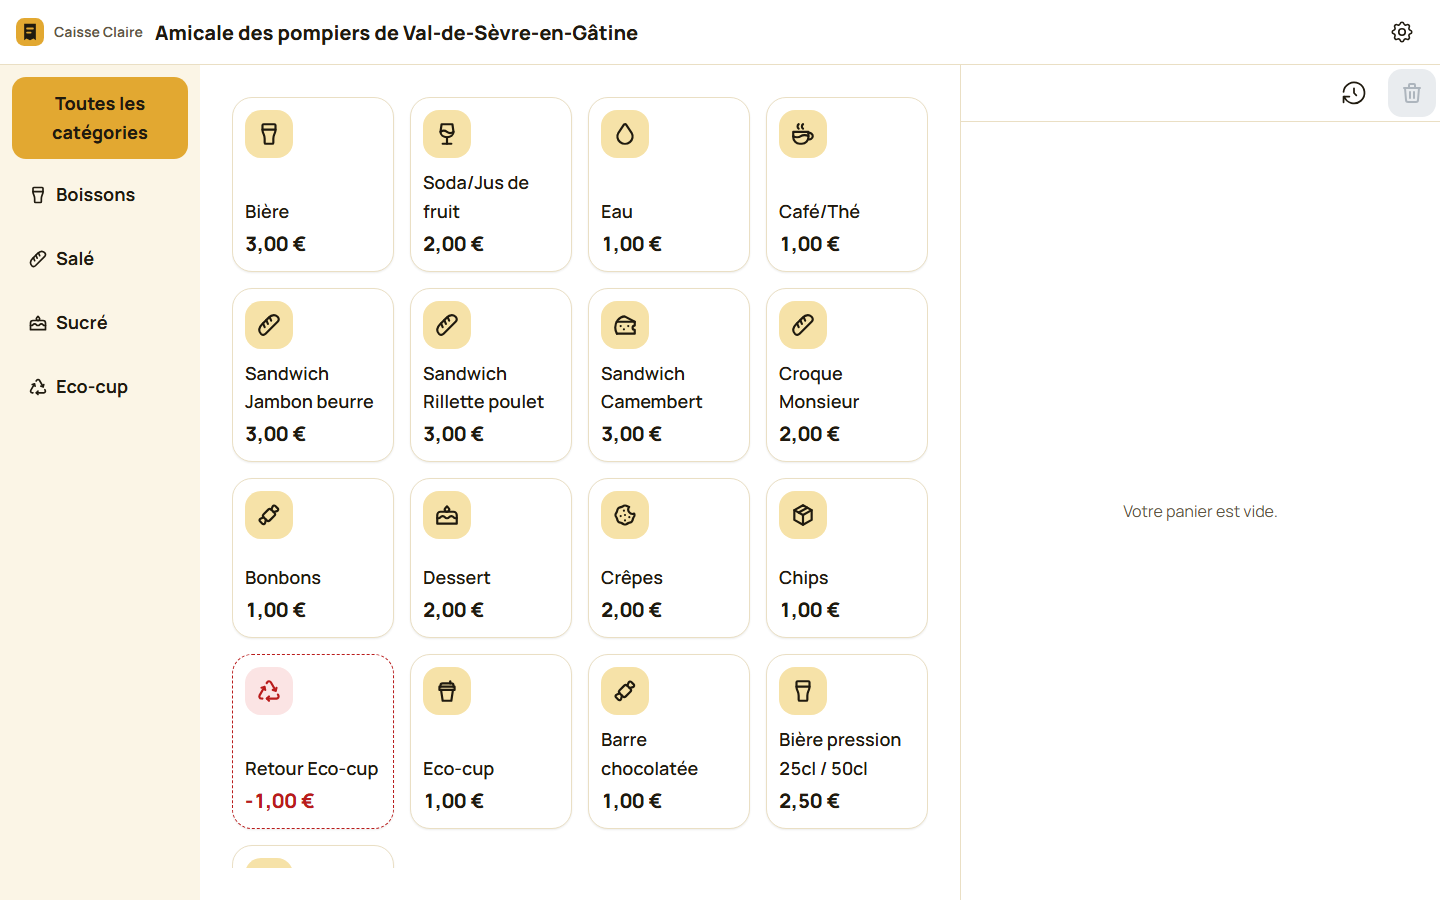 Caisse Claire
Amicale des pompiers de Val-de-Sèvre-en-Gâtine
Toutes les
catégories
Boissons
Salé
Sucré
Eco-cup
Bière
3,00 €
Soda/Jus de
fruit
2,00 €
Eau
1,00 €
Café/Thé
1,00 €
Sandwich
Jambon beurre
3,00 €
Sandwich
Rillette poulet
3,00 €
Sandwich
Camembert
3,00 €
Croque
Monsieur
2,00 €
Bonbons
1,00 €
Dessert
2,00 €
Crêpes
2,00 €
Chips
1,00 €
Retour Eco-cup
-1,00 €
Eco-cup
1,00 €
Barre
chocolatée
1,00 €
Bière pression
25cl / 50cl
2,50 €
Votre panier est vide.